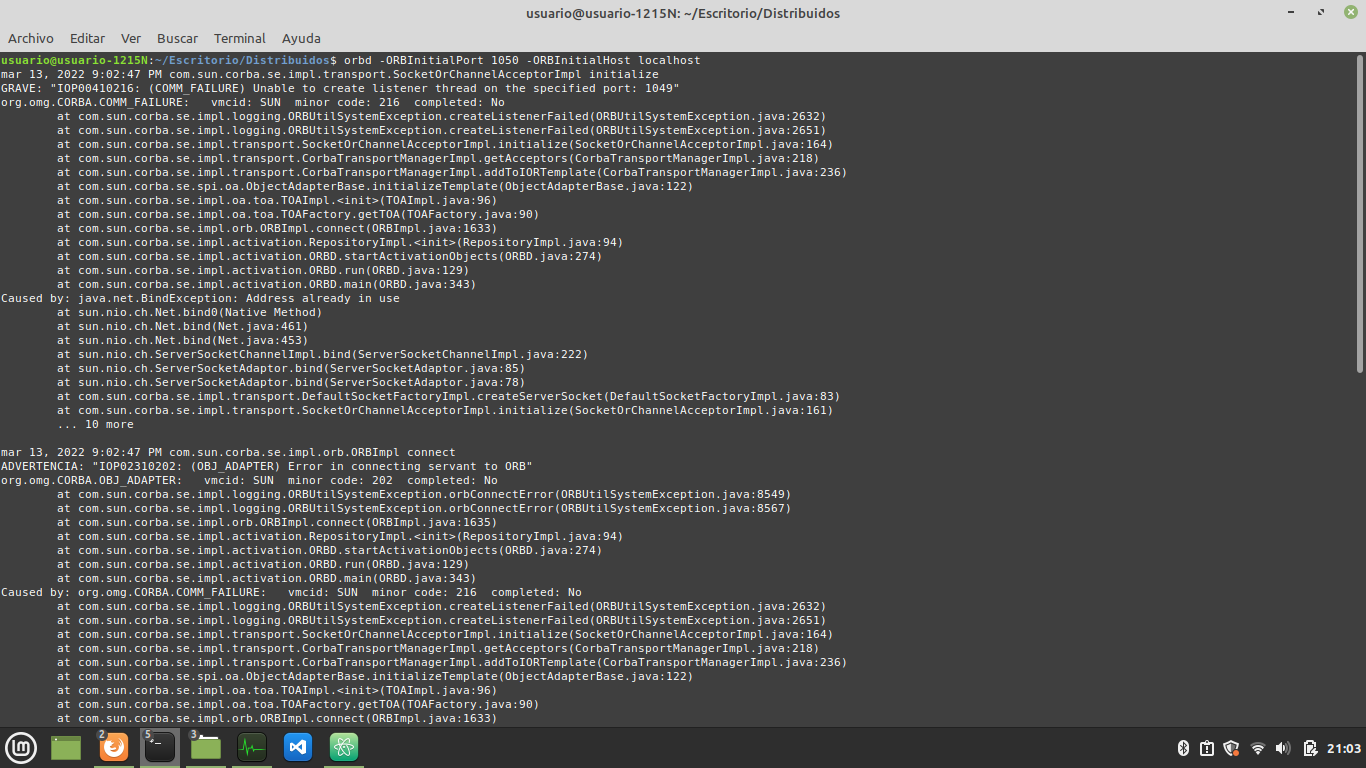 usuario@usuario-1215N: ~/Escritorio/Distribuidos
Archivo Editar Ver Buscar Terminal Ayuda
usuario@usuario-1215N:~/Escritorio/Distribuidos$ orbd -ORBInitialPort 1050 -ORBInitialHost localhost
mar 13, 2022 9:02:47 PM com.sun.corba.se.impl.transport.SocketOrChannelAcceptorImpl initialize
GRAVE: "IOP00410216: (COMM_FAILURE) Unable to create listener thread on the specified port: 1049"
org.omg.CORBA.COMM_FAILURE:   vmcid: SUN  minor code: 216  completed: No
        at com.sun.corba.se.impl.logging.ORBUtilSystemException.createListenerFailed(ORBUtilSystemException.java:2632)
        at com.sun.corba.se.impl.logging.ORBUtilSystemException.createListenerFailed(ORBUtilSystemException.java:2651)
        at com.sun.corba.se.impl.transport.SocketOrChannelAcceptorImpl.initialize(SocketOrChannelAcceptorImpl.java:164)
        at com.sun.corba.se.impl.transport.CorbaTransportManagerImpl.getAcceptors(CorbaTransportManagerImpl.java:218)
        at com.sun.corba.se.impl.transport.CorbaTransportManagerImpl.addToIORTemplate(CorbaTransportManagerImpl.java:236)
        at com.sun.corba.se.spi.oa.ObjectAdapterBase.initializeTemplate(ObjectAdapterBase.java:122)
        at com.sun.corba.se.impl.oa.toa.TOAImpl.<init>(TOAImpl.java:96)
        at com.sun.corba.se.impl.oa.toa.TOAFactory.getTOA(TOAFactory.java:90)
        at com.sun.corba.se.impl.orb.ORBImpl.connect(ORBImpl.java:1633)
        at com.sun.corba.se.impl.activation.RepositoryImpl.<init>(RepositoryImpl.java:94)
        at com.sun.corba.se.impl.activation.ORBD.startActivationObjects(ORBD.java:274)
        at com.sun.corba.se.impl.activation.ORBD.run(ORBD.java:129)
        at com.sun.corba.se.impl.activation.ORBD.main(ORBD.java:343)
Caused by: java.net.BindException: Address already in use
        at sun.nio.ch.Net.bind0(Native Method)
        at sun.nio.ch.Net.bind(Net.java:461)
        at sun.nio.ch.Net.bind(Net.java:453)
        at sun.nio.ch.ServerSocketChannelImpl.bind(ServerSocketChannelImpl.java:222)
        at sun.nio.ch.ServerSocketAdaptor.bind(ServerSocketAdaptor.java:85)
        at sun.nio.ch.ServerSocketAdaptor.bind(ServerSocketAdaptor.java:78)
        at com.sun.corba.se.impl.transport.DefaultSocketFactoryImpl.createServerSocket(DefaultSocketFactoryImpl.java:83)
        at com.sun.corba.se.impl.transport.SocketOrChannelAcceptorImpl.initialize(SocketOrChannelAcceptorImpl.java:161)
        ... 10 more
mar 13, 2022 9:02:47 PM com.sun.corba.se.impl.orb.ORBImpl connect
ADVERTENCIA: "IOP02310202: (OBJ_ADAPTER) Error in connecting servant to ORB"
org.omg.CORBA.OBJ_ADAPTER:   vmcid: SUN  minor code: 202  completed: No
        at com.sun.corba.se.impl.logging.ORBUtilSystemException.orbConnectError(ORBUtilSystemException.java:8549)
        at com.sun.corba.se.impl.logging.ORBUtilSystemException.orbConnectError(ORBUtilSystemException.java:8567)
        at com.sun.corba.se.impl.orb.ORBImpl.connect(ORBImpl.java:1635)
        at com.sun.corba.se.impl.activation.RepositoryImpl.<init>(RepositoryImpl.java:94)
        at com.sun.corba.se.impl.activation.ORBD.startActivationObjects(ORBD.java:274)
        at com.sun.corba.se.impl.activation.ORBD.run(ORBD.java:129)
        at com.sun.corba.se.impl.activation.ORBD.main(ORBD.java:343)
Caused by: org.omg.CORBA.COMM_FAILURE:   vmcid: SUN  minor code: 216  completed: No
        at com.sun.corba.se.impl.logging.ORBUtilSystemException.createListenerFailed(ORBUtilSystemException.java:2632)
        at com.sun.corba.se.impl.logging.ORBUtilSystemException.createListenerFailed(ORBUtilSystemException.java:2651)
        at com.sun.corba.se.impl.transport.SocketOrChannelAcceptorImpl.initialize(SocketOrChannelAcceptorImpl.java:164)
        at com.sun.corba.se.impl.transport.CorbaTransportManagerImpl.getAcceptors(CorbaTransportManagerImpl.java:218)
        at com.sun.corba.se.impl.transport.CorbaTransportManagerImpl.addToIORTemplate(CorbaTransportManagerImpl.java:236)
        at com.sun.corba.se.spi.oa.ObjectAdapterBase.initializeTemplate(ObjectAdapterBase.java:122)
        at com.sun.corba.se.impl.oa.toa.TOAImpl.<init>(TOAImpl.java:96)
        at com.sun.corba.se.impl.oa.toa.TOAFactory.getTOA(TOAFactory.java:90)
        at com.sun.corba.se.impl.orb.ORBImpl.connect(ORBImpl.java:1633)
2 5 3 21:03